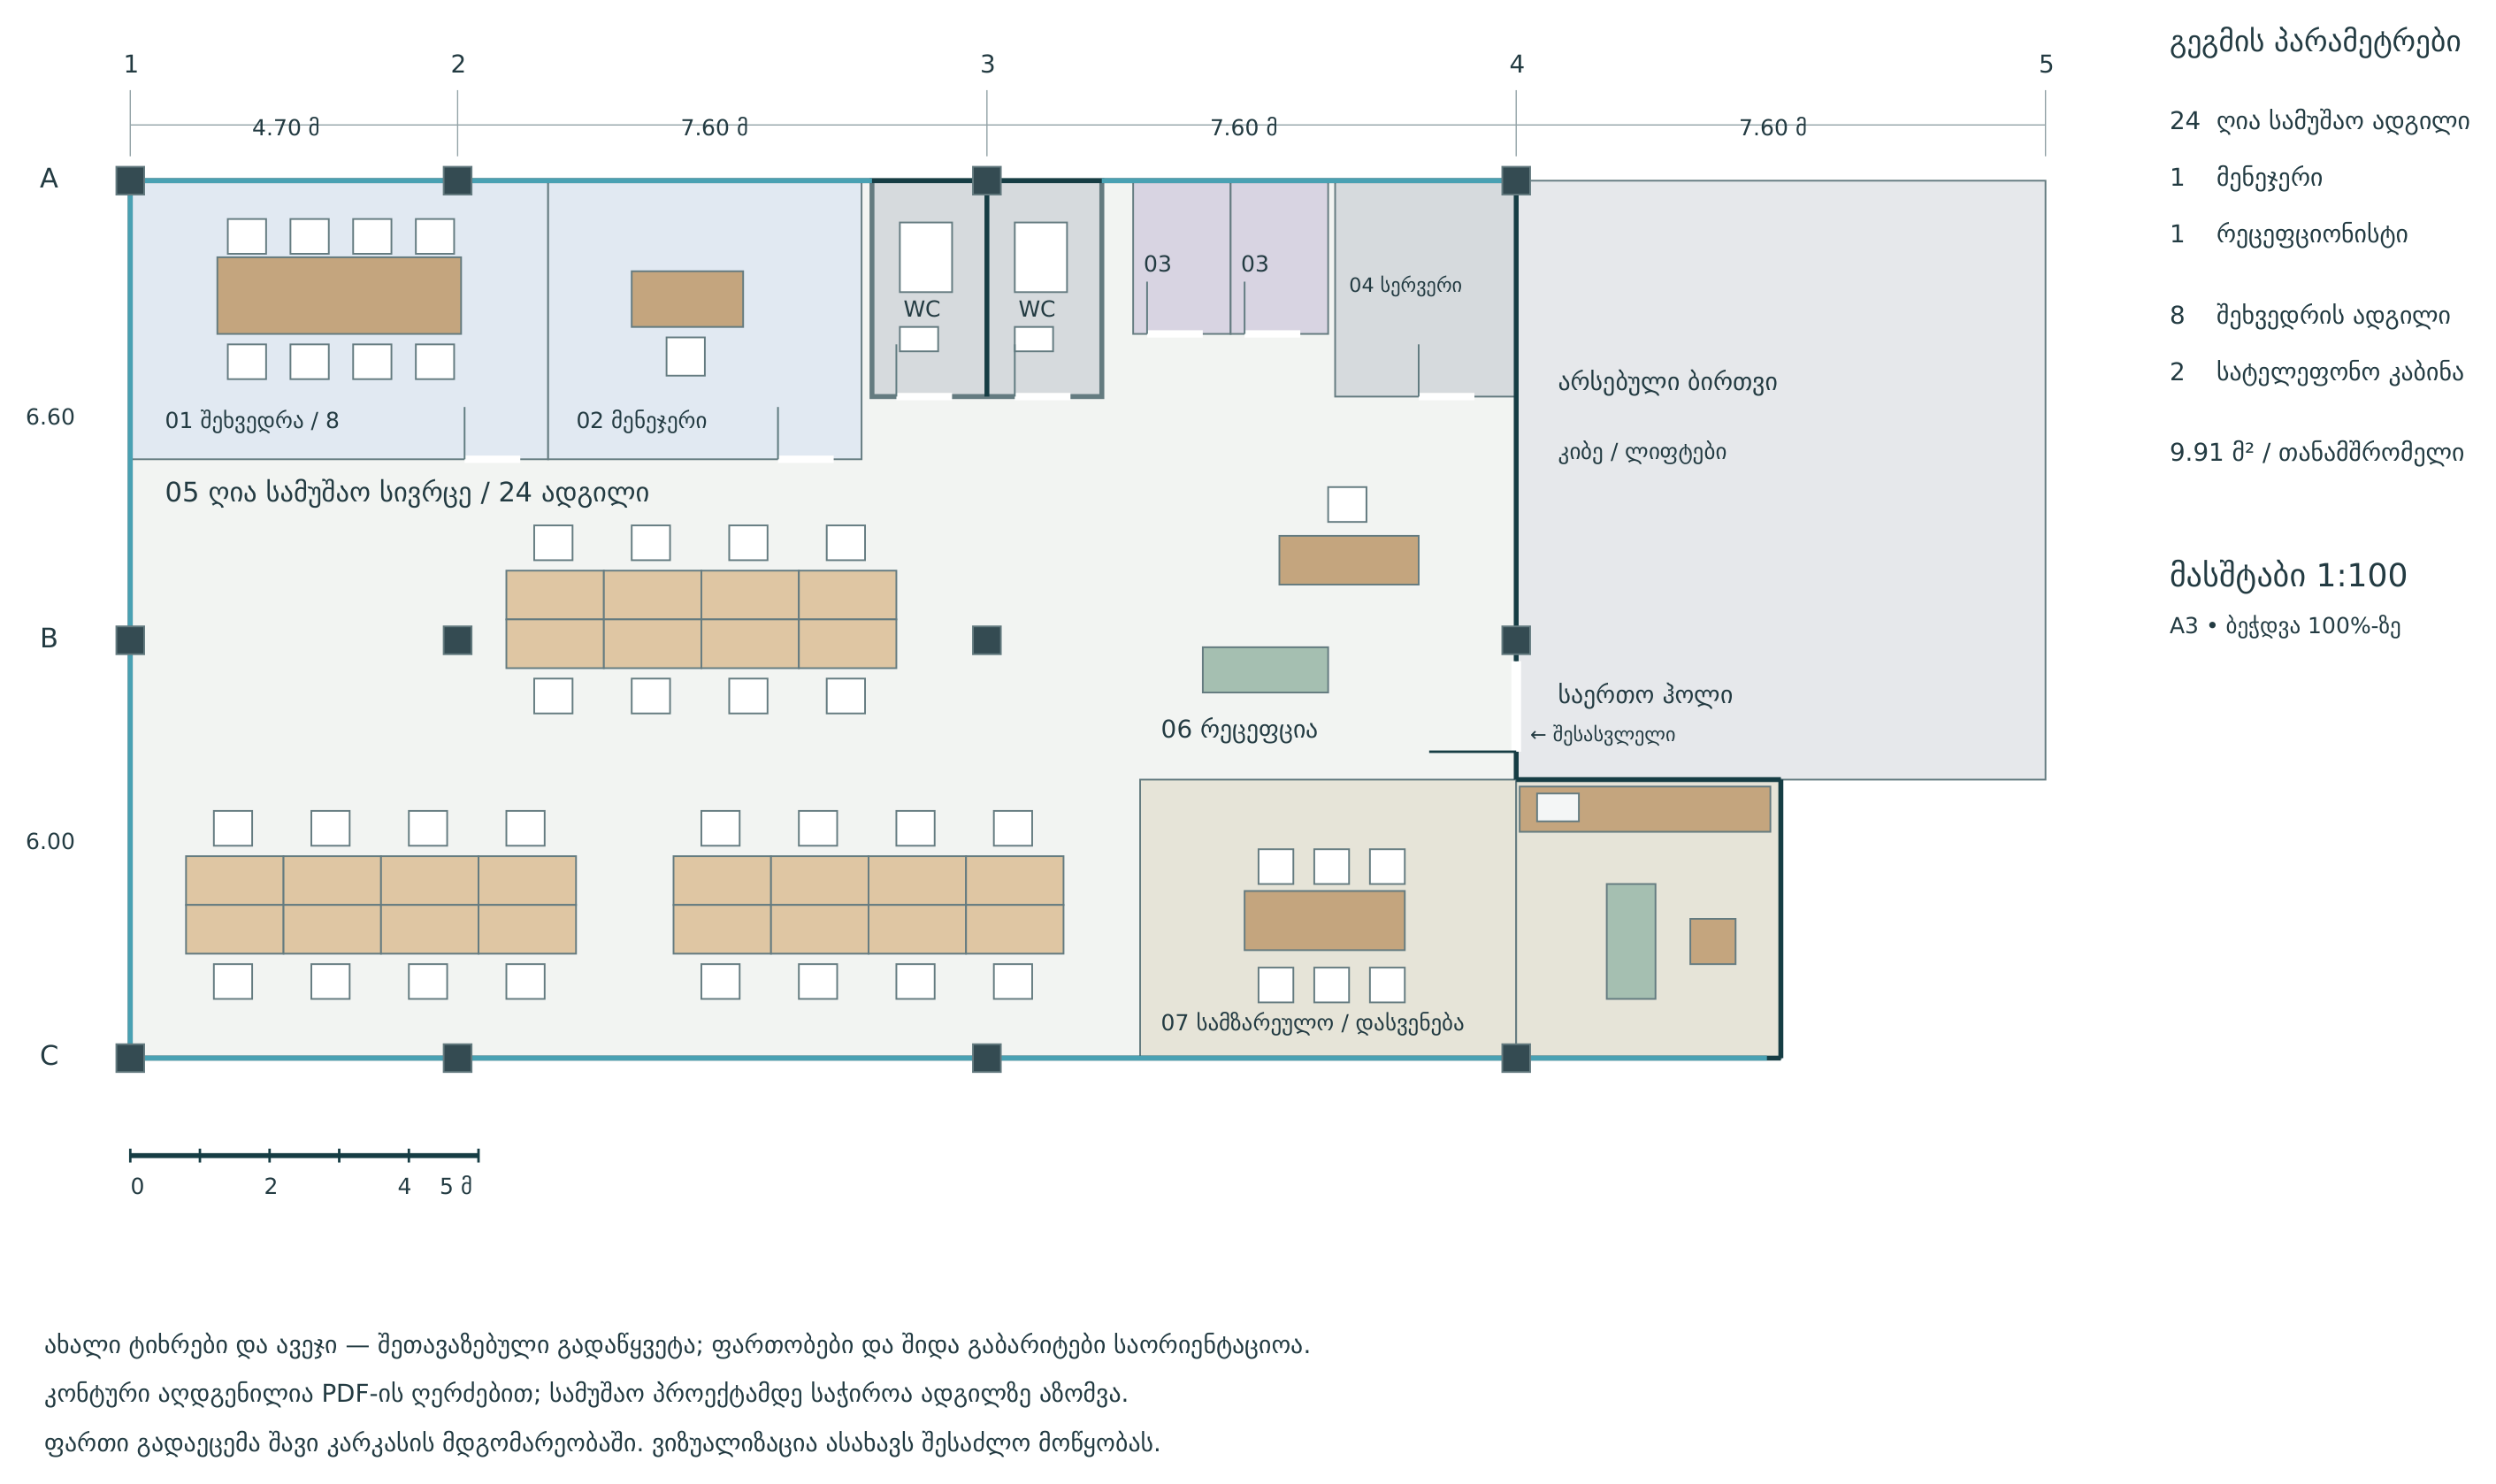 1 2 3 4 5
4.70 მ 7.60 მ 7.60 მ 7.60 მ
A
B
C
6.60
6.00
WC WC
03 03
04 სერვერი
01 შეხვედრა / 8
02 მენეჯერი
05 ღია სამუშაო სივრცე / 24 ადგილი
06 რეცეფცია
07 სამზარეულო / დასვენება
არსებული ბირთვი
კიბე / ლიფტები
საერთო ჰოლი
← შესასვლელი
0 2 4 5 მ
გეგმის პარამეტრები
24 ღია სამუშაო ადგილი
1 მენეჯერი
1 რეცეფციონისტი
8 შეხვედრის ადგილი
2 სატელეფონო კაბინა
9.91 მ² / თანამშრომელი
მასშტაბი 1:100
A3 • ბეჭდვა 100%-ზე
ახალი ტიხრები და ავეჯი — შეთავაზებული გადაწყვეტა; ფართობები და შიდა გაბარიტები საორიენტაციოა.
კონტური აღდგენილია PDF-ის ღერძებით; სამუშაო პროექტამდე საჭიროა ადგილზე აზომვა.
ფართი გადაეცემა შავი კარკასის მდგომარეობაში. ვიზუალიზაცია ასახავს შესაძლო მოწყობას.